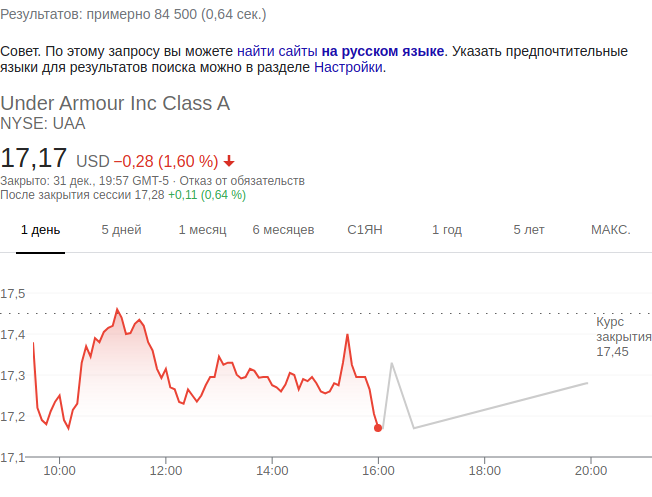 Результатов: примерно 84 500 (0,64 сек.)
Совет. По этому запросу вы можете найти сайты на русском языке. Указать предпочтительные
языки для результатов поиска можно в разделе Настройки.
Under Armour Inc Class A
NYSE: UAA
17,17 USD −0,28 (1,60 %)
Закрыто: 31 дек., 19:57 GMT-5 · Отказ от обязательств
После закрытия сессии 17,28 +0,11 (0,64 %)
1 день 5 дней 1 месяц 6 месяцев С1ЯН 1 год 5 лет МАКС.
17,5
17,4
17,3
17,2
17,1
Курс
закрытия
17,45
10:00 12:00 14:00 16:00 18:00 20:00